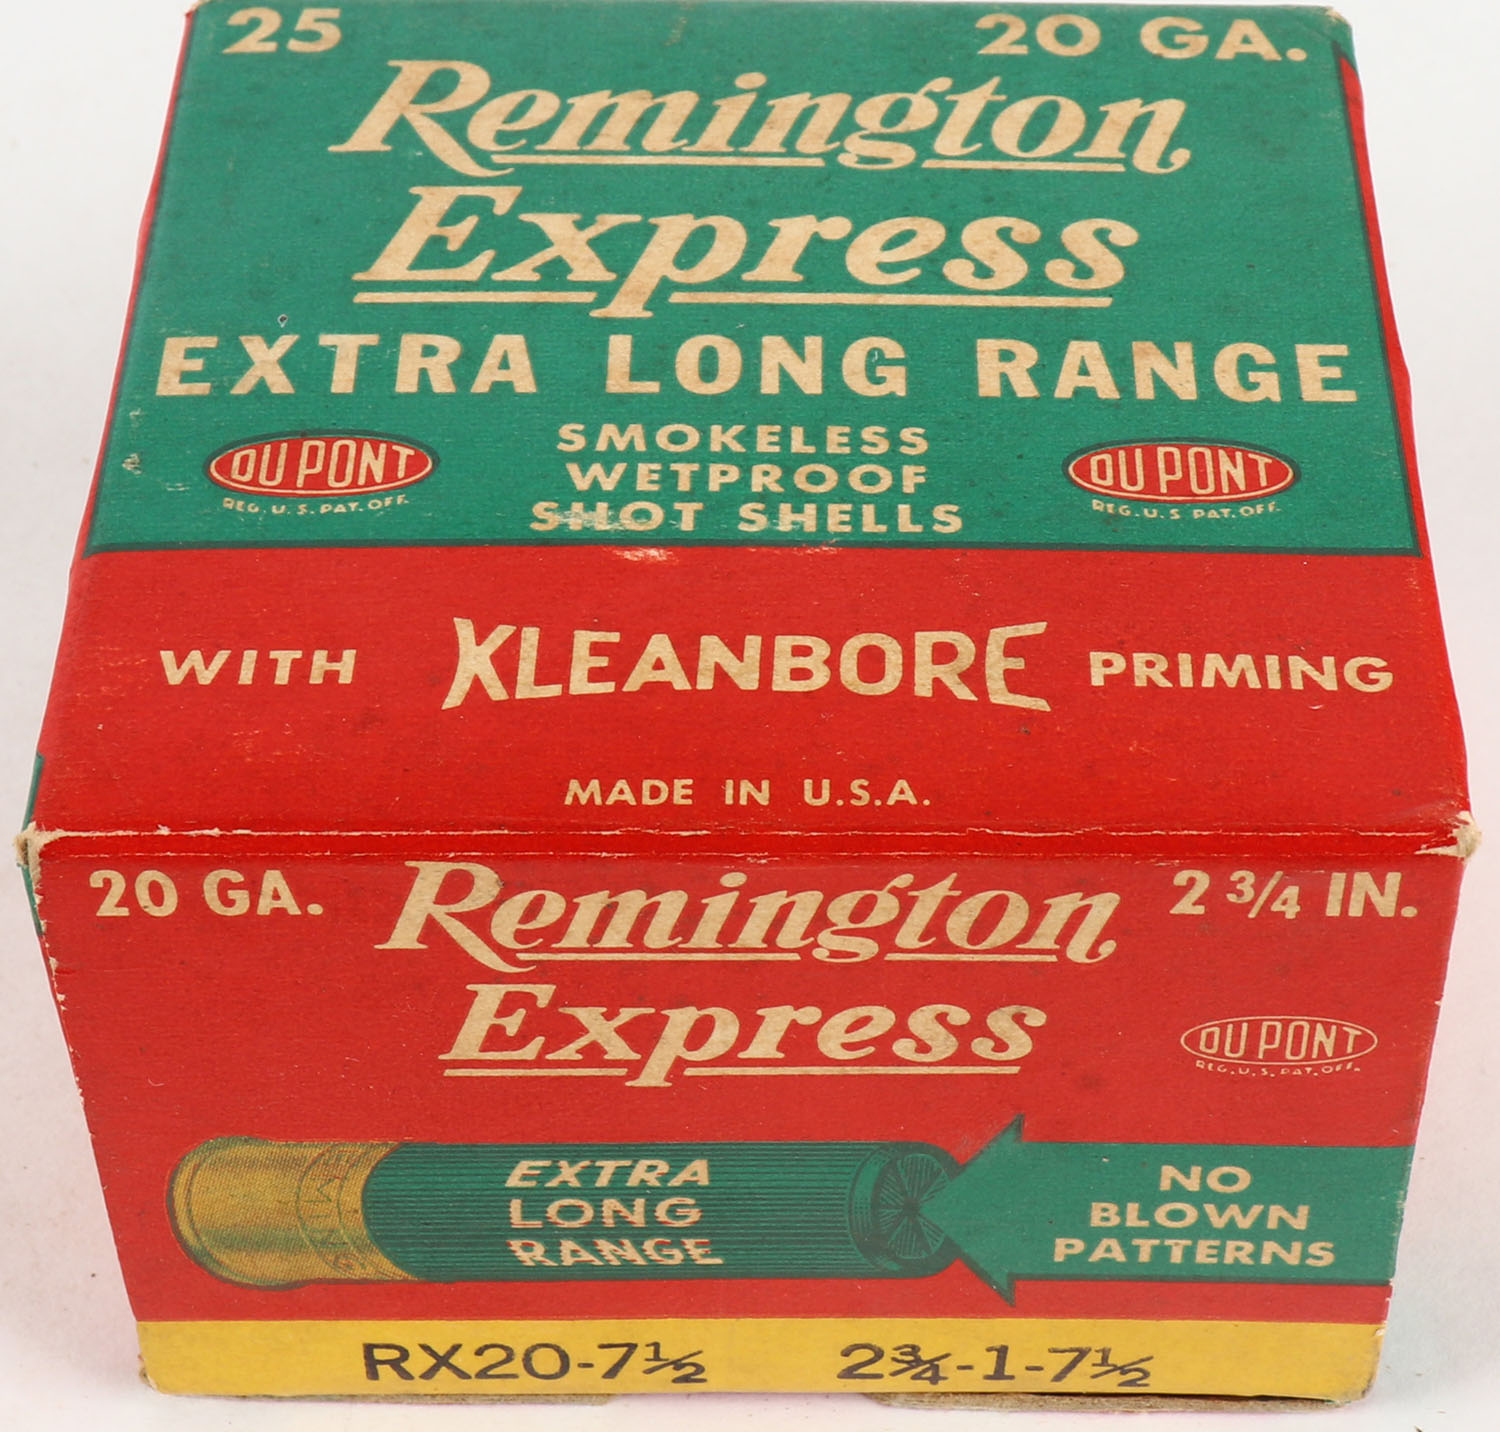 25 20 GA.
Remington
Express
EXTRA LONG RANGE
DU PONT
REG. U. S. PAT. OFF.
SMOKELESS
WETPROOF
SHOT SHELLS
DU PONT
REG. U. S. PAT. OFF.
WITH KLEANBORE PRIMING
MADE IN U.S.A.
20 GA. Remington 2 3/4 IN.
Express
DU PONT
REG. U. S. PAT. OFF.
EXTRA
LONG
RANGE
NO
BLOWN
PATTERNS
RX20-7½ 2¾-1-7½